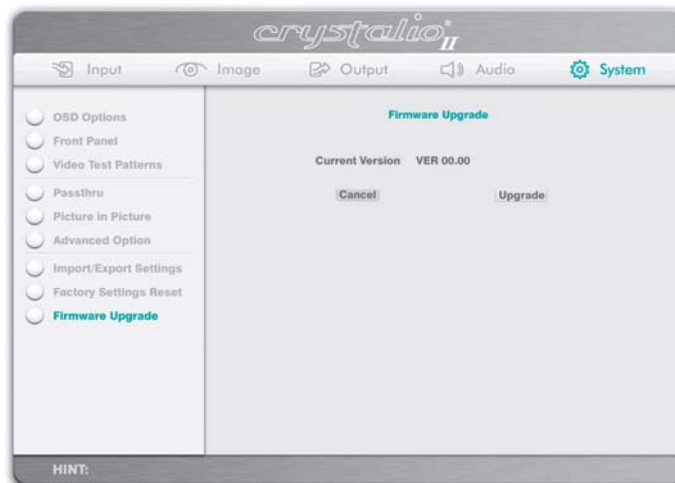 crystalio II
Input Image Output Audio System
OSD Options
Front Panel
Video Test Patterns
Passthru
Picture in Picture
Advanced Option
Import/Export Settings
Factory Settings Reset
Firmware Upgrade
Firmware Upgrade
Current Version VER 00.00
Cancel Upgrade
HINT: